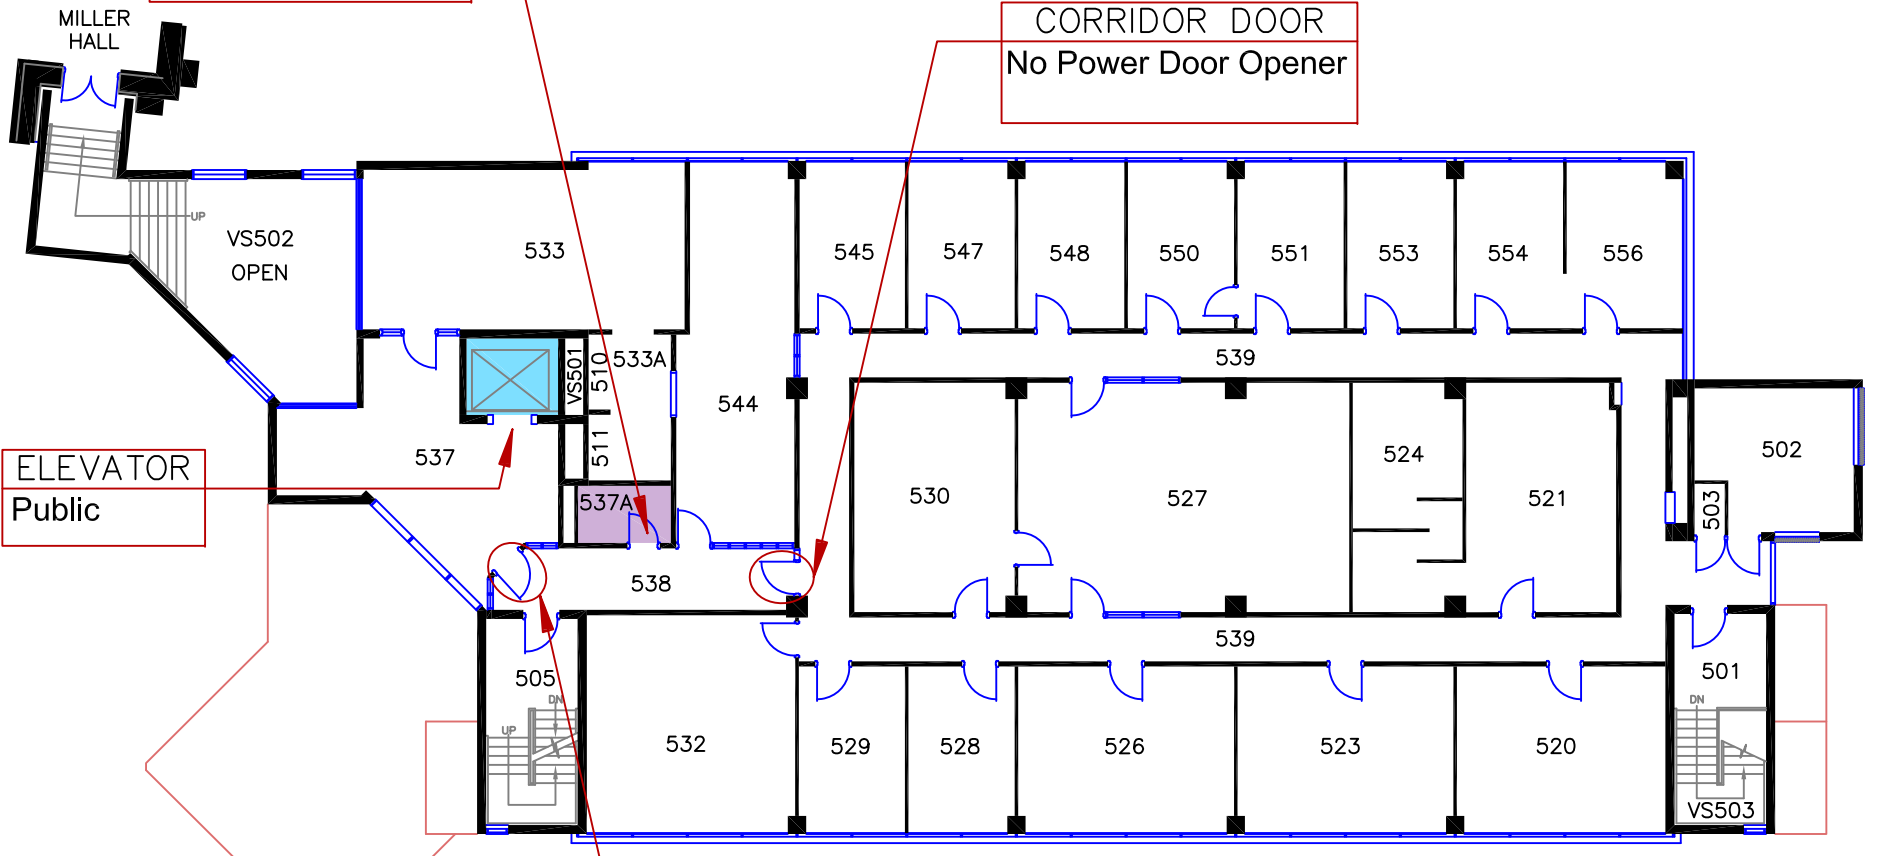 MILLER
HALL
CORRIDOR DOOR
No Power Door Opener
UP
VS502
OPEN
533
545
547
548
550
551
553
554
556
VS501
510
533A
539
544
511
537
ELEVATOR
Public
537A
530
527
524
521
502
503
538
539
505
501
DN
UP
DN
532
529
528
526
523
520
VS503